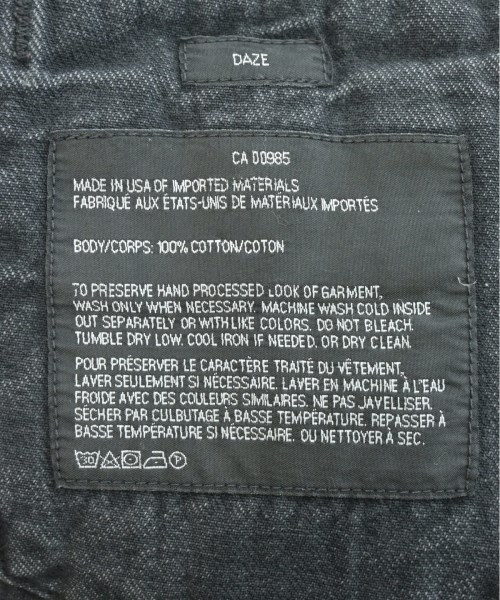 DAZE
CA 00985
MADE IN USA OF IMPORTED MATERIALS
FABRIQUÉ AUX ÉTATS-UNIS DE MATÉRIAUX IMPORTÉS
BODY/CORPS: 100% COTTON/COTON
TO PRESERVE HAND PROCESSED LOOK OF GARMENT,
WASH ONLY WHEN NECESSARY. MACHINE WASH COLD INSIDE
OUT SEPARATELY OR WITH LIKE COLORS. DO NOT BLEACH.
TUMBLE DRY LOW. COOL IRON IF NEEDED. OR DRY CLEAN.
POUR PRÉSERVER LE CARACTÈRE TRAITÉ DU VÊTEMENT,
LAVER SEULEMENT SI NÉCESSAIRE. LAVER EN MACHINE À L'EAU
FROIDE AVEC DES COULEURS SIMILAIRES. NE PAS JAVELLISER.
SÉCHER PAR CULBUTAGE À BASSE TEMPÉRATURE. REPASSER À
BASSE TEMPÉRATURE SI NÉCESSAIRE. OU NETTOYER À SEC.
30 P